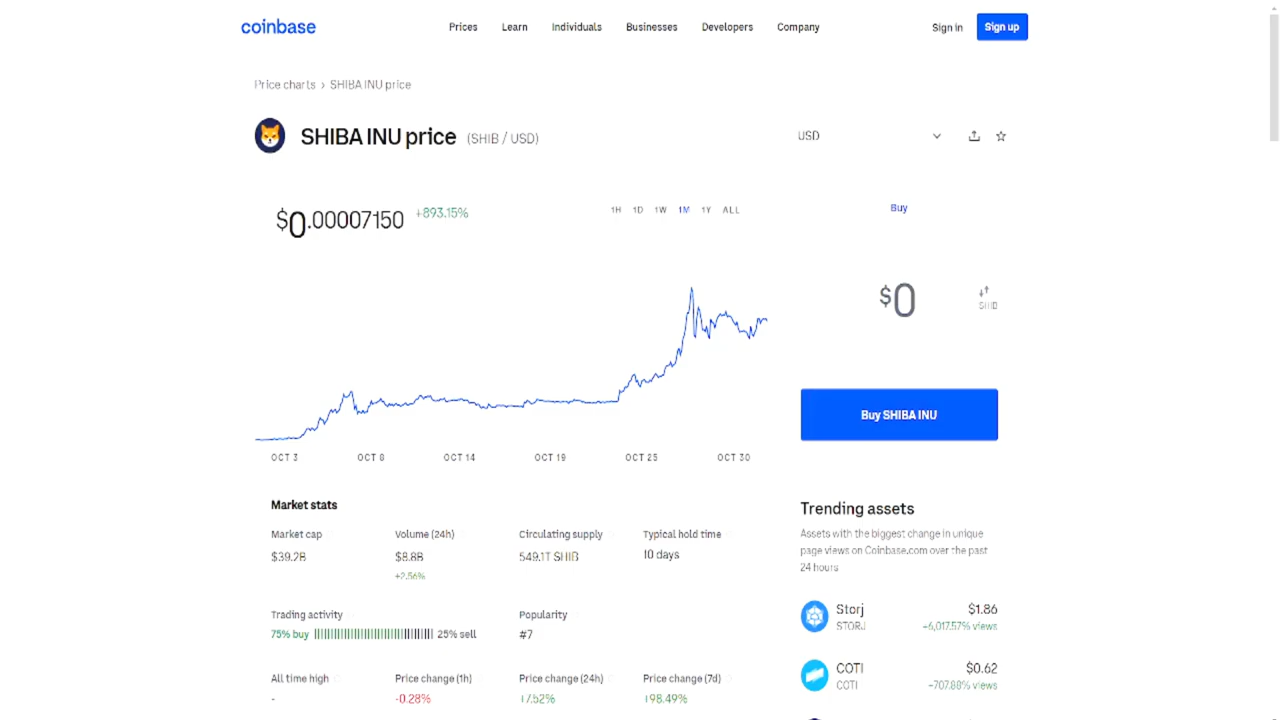 coinbase
Prices Learn Individuals Businesses Developers Company Sign in Sign up
Price charts › SHIBA INU price
SHIBA INU price (SHIB / USD)
USD
$0.00007150 +893.15%
1H 1D 1W 1M 1Y ALL
Buy
$0
SHIB
Buy SHIBA INU
OCT 3 OCT 8 OCT 14 OCT 19 OCT 25 OCT 30
Market stats
Market cap Volume (24h) Circulating supply Typical hold time
$39.2B $8.8B 549.1T SHIB 10 days
+2.56%
Trading activity Popularity
75% buy 25% sell #7
All time high Price change (1h) Price change (24h) Price change (7d)
- -0.28% +7.52% +98.49%
Trending assets
Assets with the biggest change in unique
page views on Coinbase.com over the past
24 hours
Storj $1.86
STORJ +6,017.57% views
COTI $0.62
COTI +707.88% views